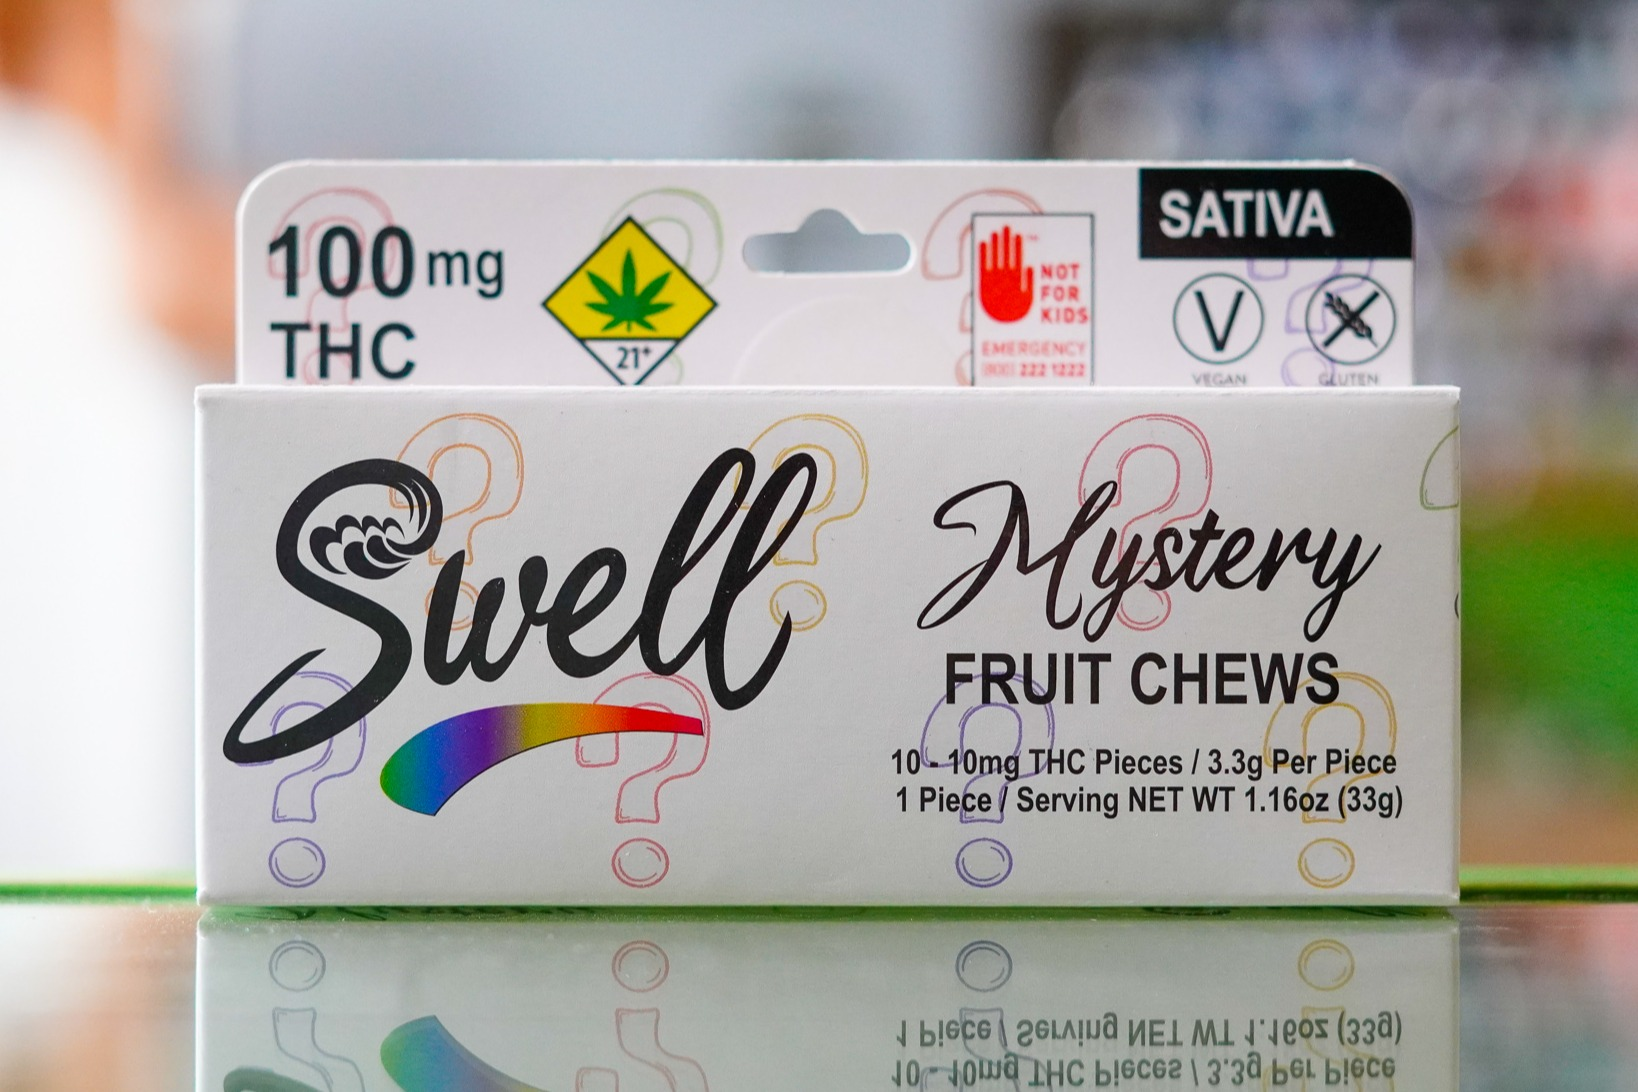 100mg
THC
21+
NOT
FOR
KIDS
EMERGENCY
(800) 222 1222
SATIVA
V
VEGAN
GLUTEN
Swell
Mystery
FRUIT CHEWS
10 - 10mg THC Pieces / 3.3g Per Piece
1 Piece / Serving NET WT 1.16oz (33g)